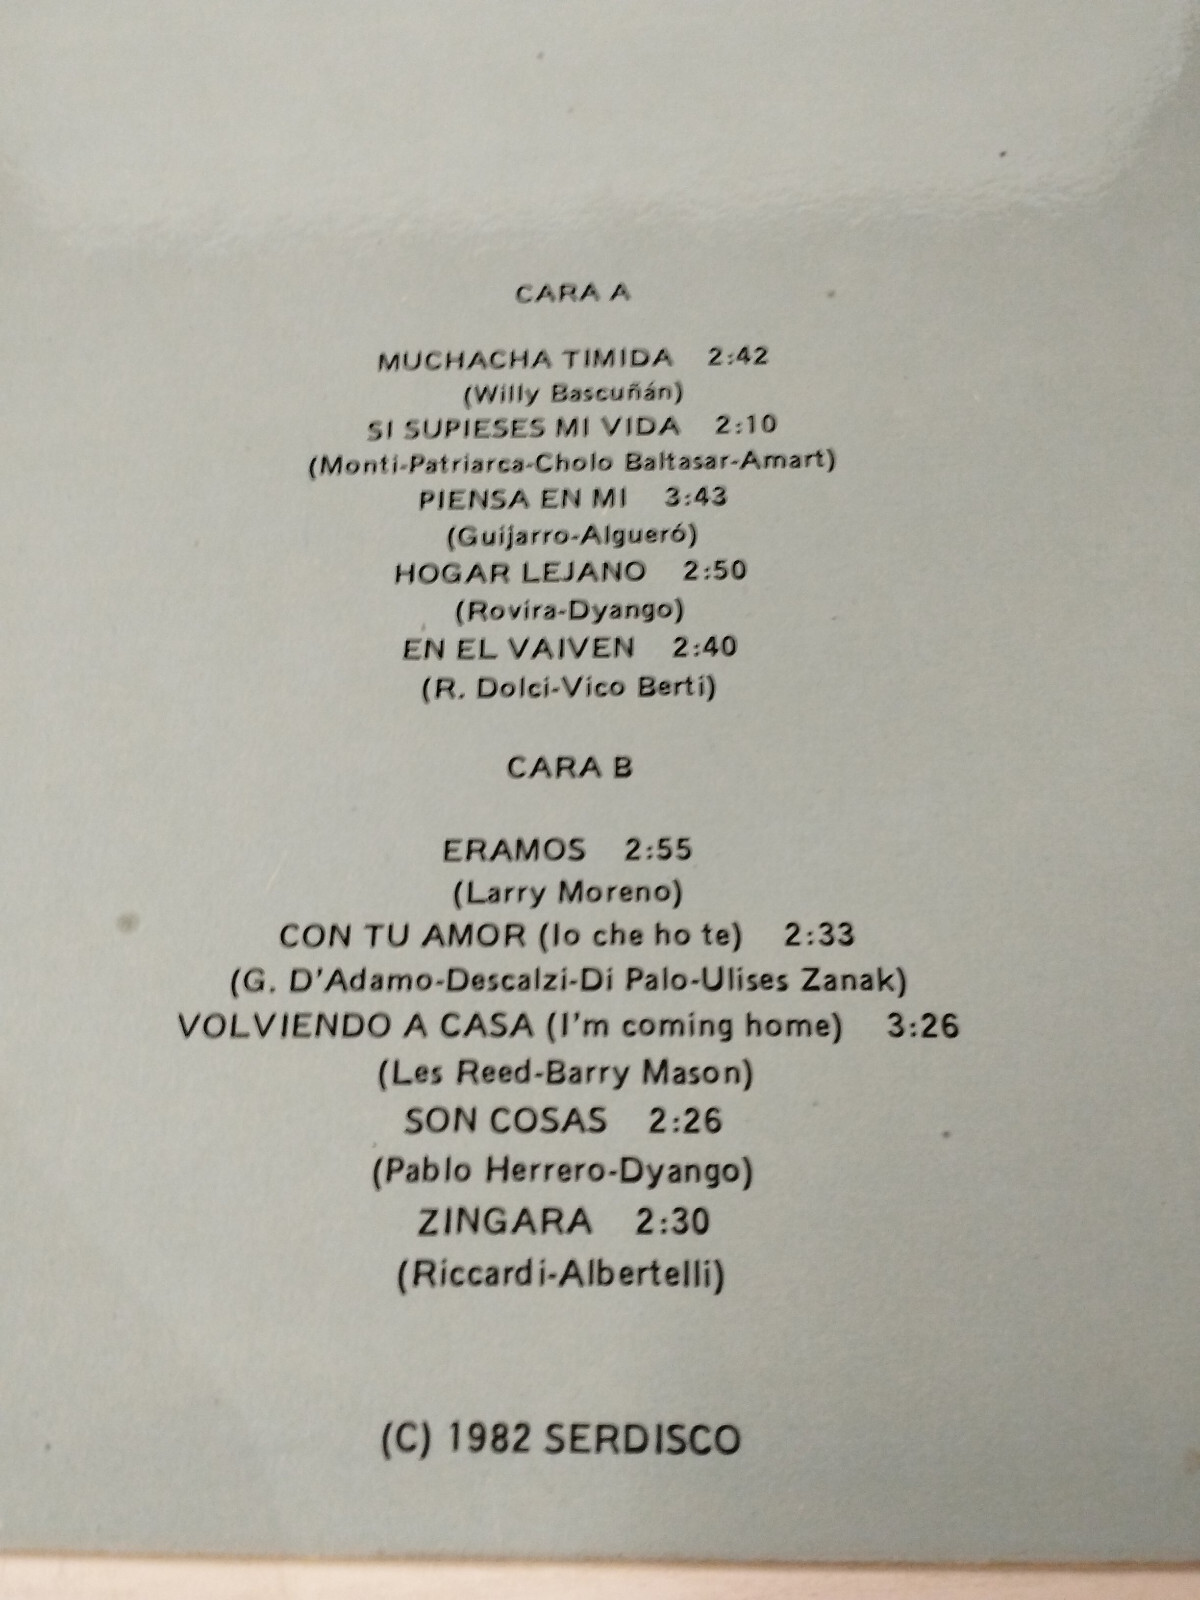 CARA A
MUCHACHA TIMIDA 2:42
(Willy Bascuñán)
SI SUPIESES MI VIDA 2:10
(Monti-Patriarca-Cholo Baltasar-Amart)
PIENSA EN MI 3:43
(Guijarro-Algueró)
HOGAR LEJANO 2:50
(Rovira-Dyango)
EN EL VAIVEN 2:40
(R. Dolci-Vico Berti)
CARA B
ERAMOS 2:55
(Larry Moreno)
CON TU AMOR (Io che ho te) 2:33
(G. D'Adamo-Descalzi-Di Palo-Ulises Zanak)
VOLVIENDO A CASA (I'm coming home) 3:26
(Les Reed-Barry Mason)
SON COSAS 2:26
(Pablo Herrero-Dyango)
ZINGARA 2:30
(Riccardi-Albertelli)
(C) 1982 SERDISCO